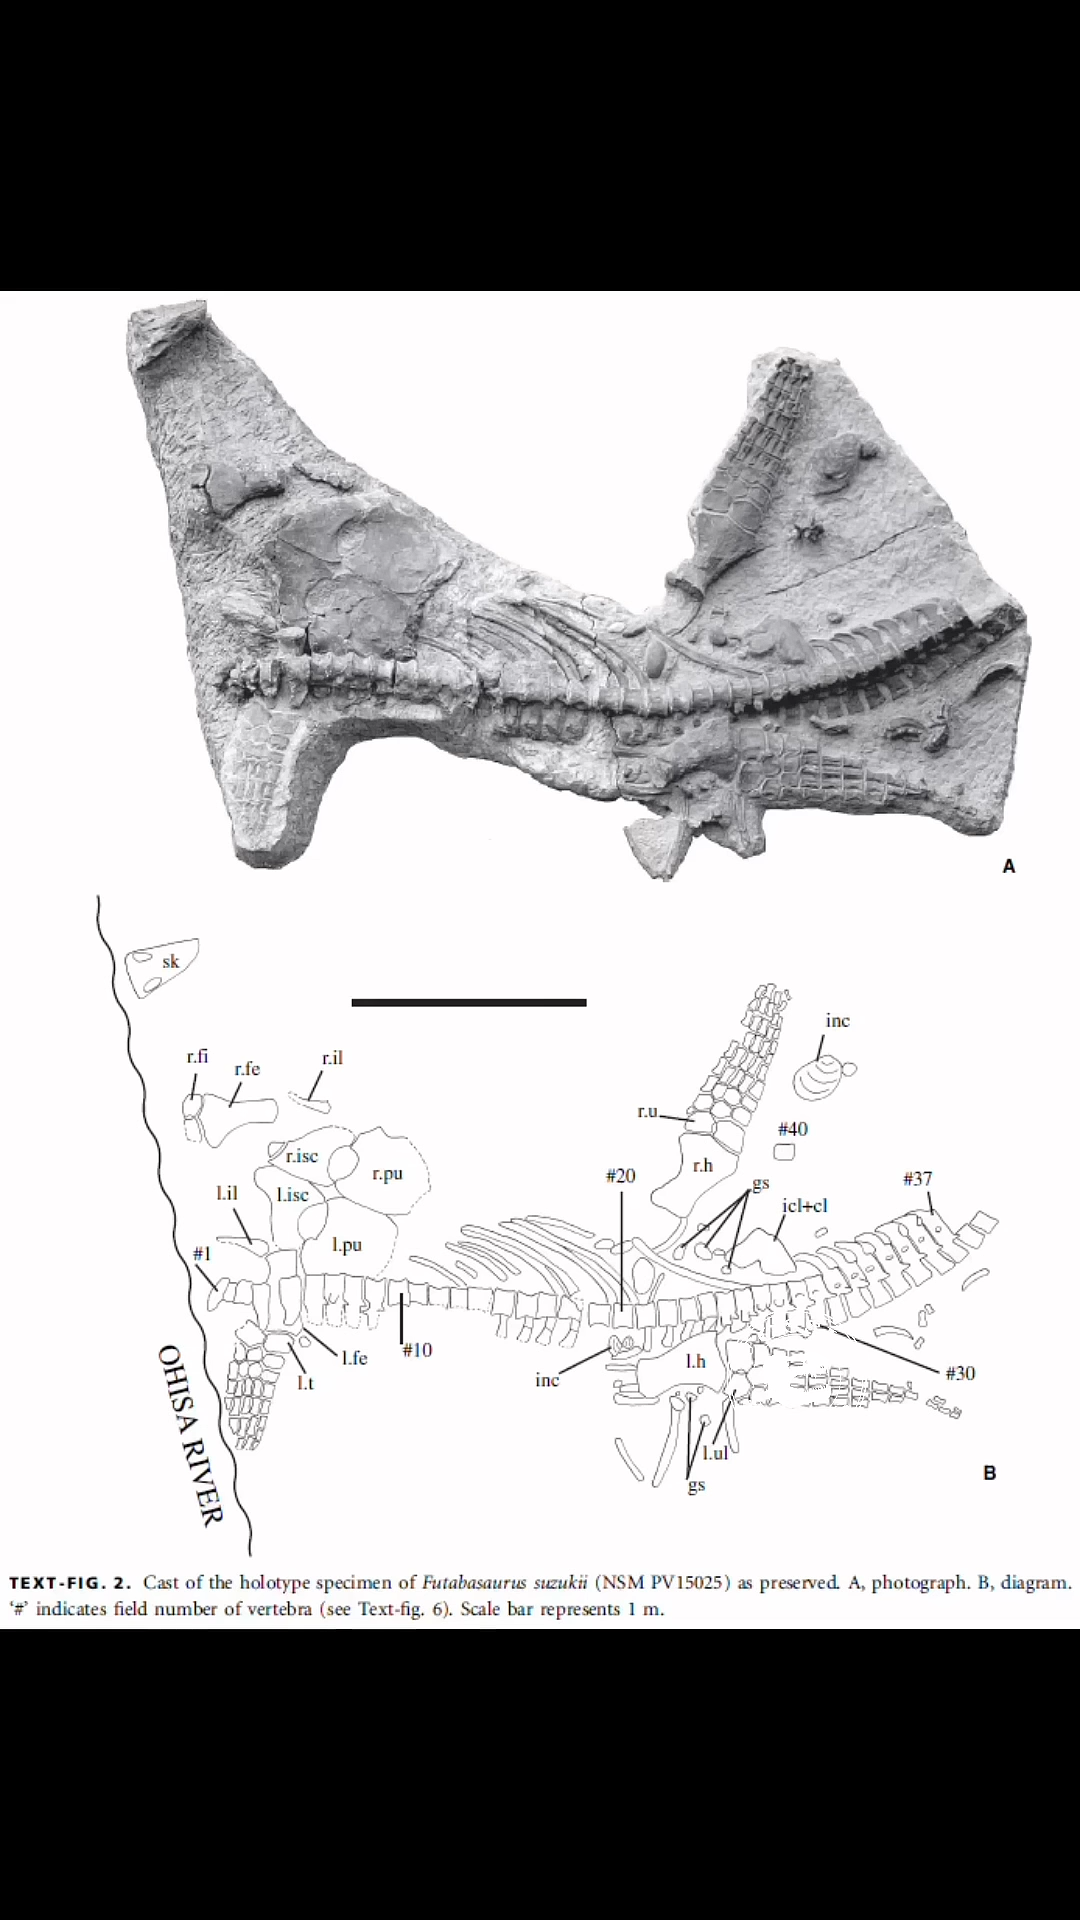 A
sk
inc
r.fi
r.fe
r.il
r.u
#40
r.isc
r.pu
r.h
#20
gs
#37
l.il
l.isc
icl+cl
l.pu
#1
#10
l.fe
l.t
inc
l.h
#30
l.ul
gs
OHISA RIVER
B
TEXT-FIG. 2. Cast of the holotype specimen of Futabasaurus suzukii (NSM PV15025) as preserved. A, photograph. B, diagram.
'#' indicates field number of vertebra (see Text-fig. 6). Scale bar represents 1 m.